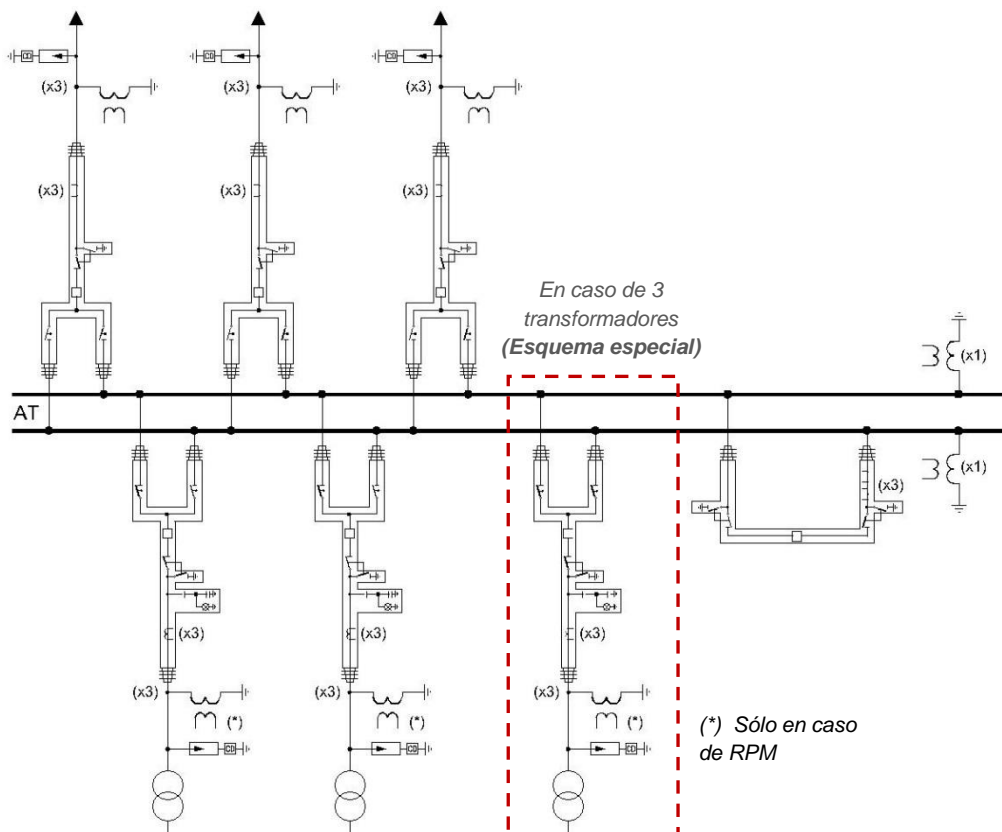 (x3)
(x3)
(x3)
(x3)
(x3)
(x3)
En caso de 3
transformadores
(Esquema especial)
(x1)
AT
(x1)
(x3)
(x3)
(x3)
(x3)
(x3)
(x3)
(x3)
(*)
(*)
(*)
(*) Sólo en caso
de RPM